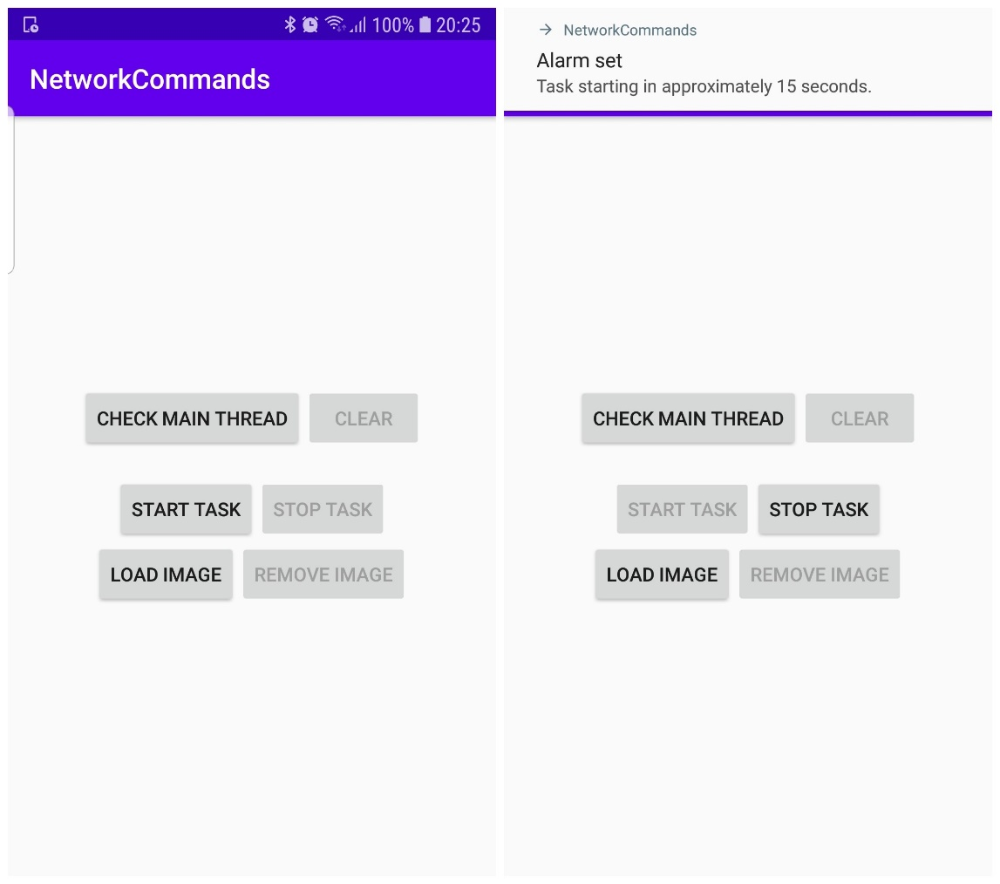 100% 20:25
NetworkCommands
CHECK MAIN THREAD CLEAR
START TASK STOP TASK
LOAD IMAGE REMOVE IMAGE
NetworkCommands
Alarm set
Task starting in approximately 15 seconds.
CHECK MAIN THREAD CLEAR
START TASK STOP TASK
LOAD IMAGE REMOVE IMAGE